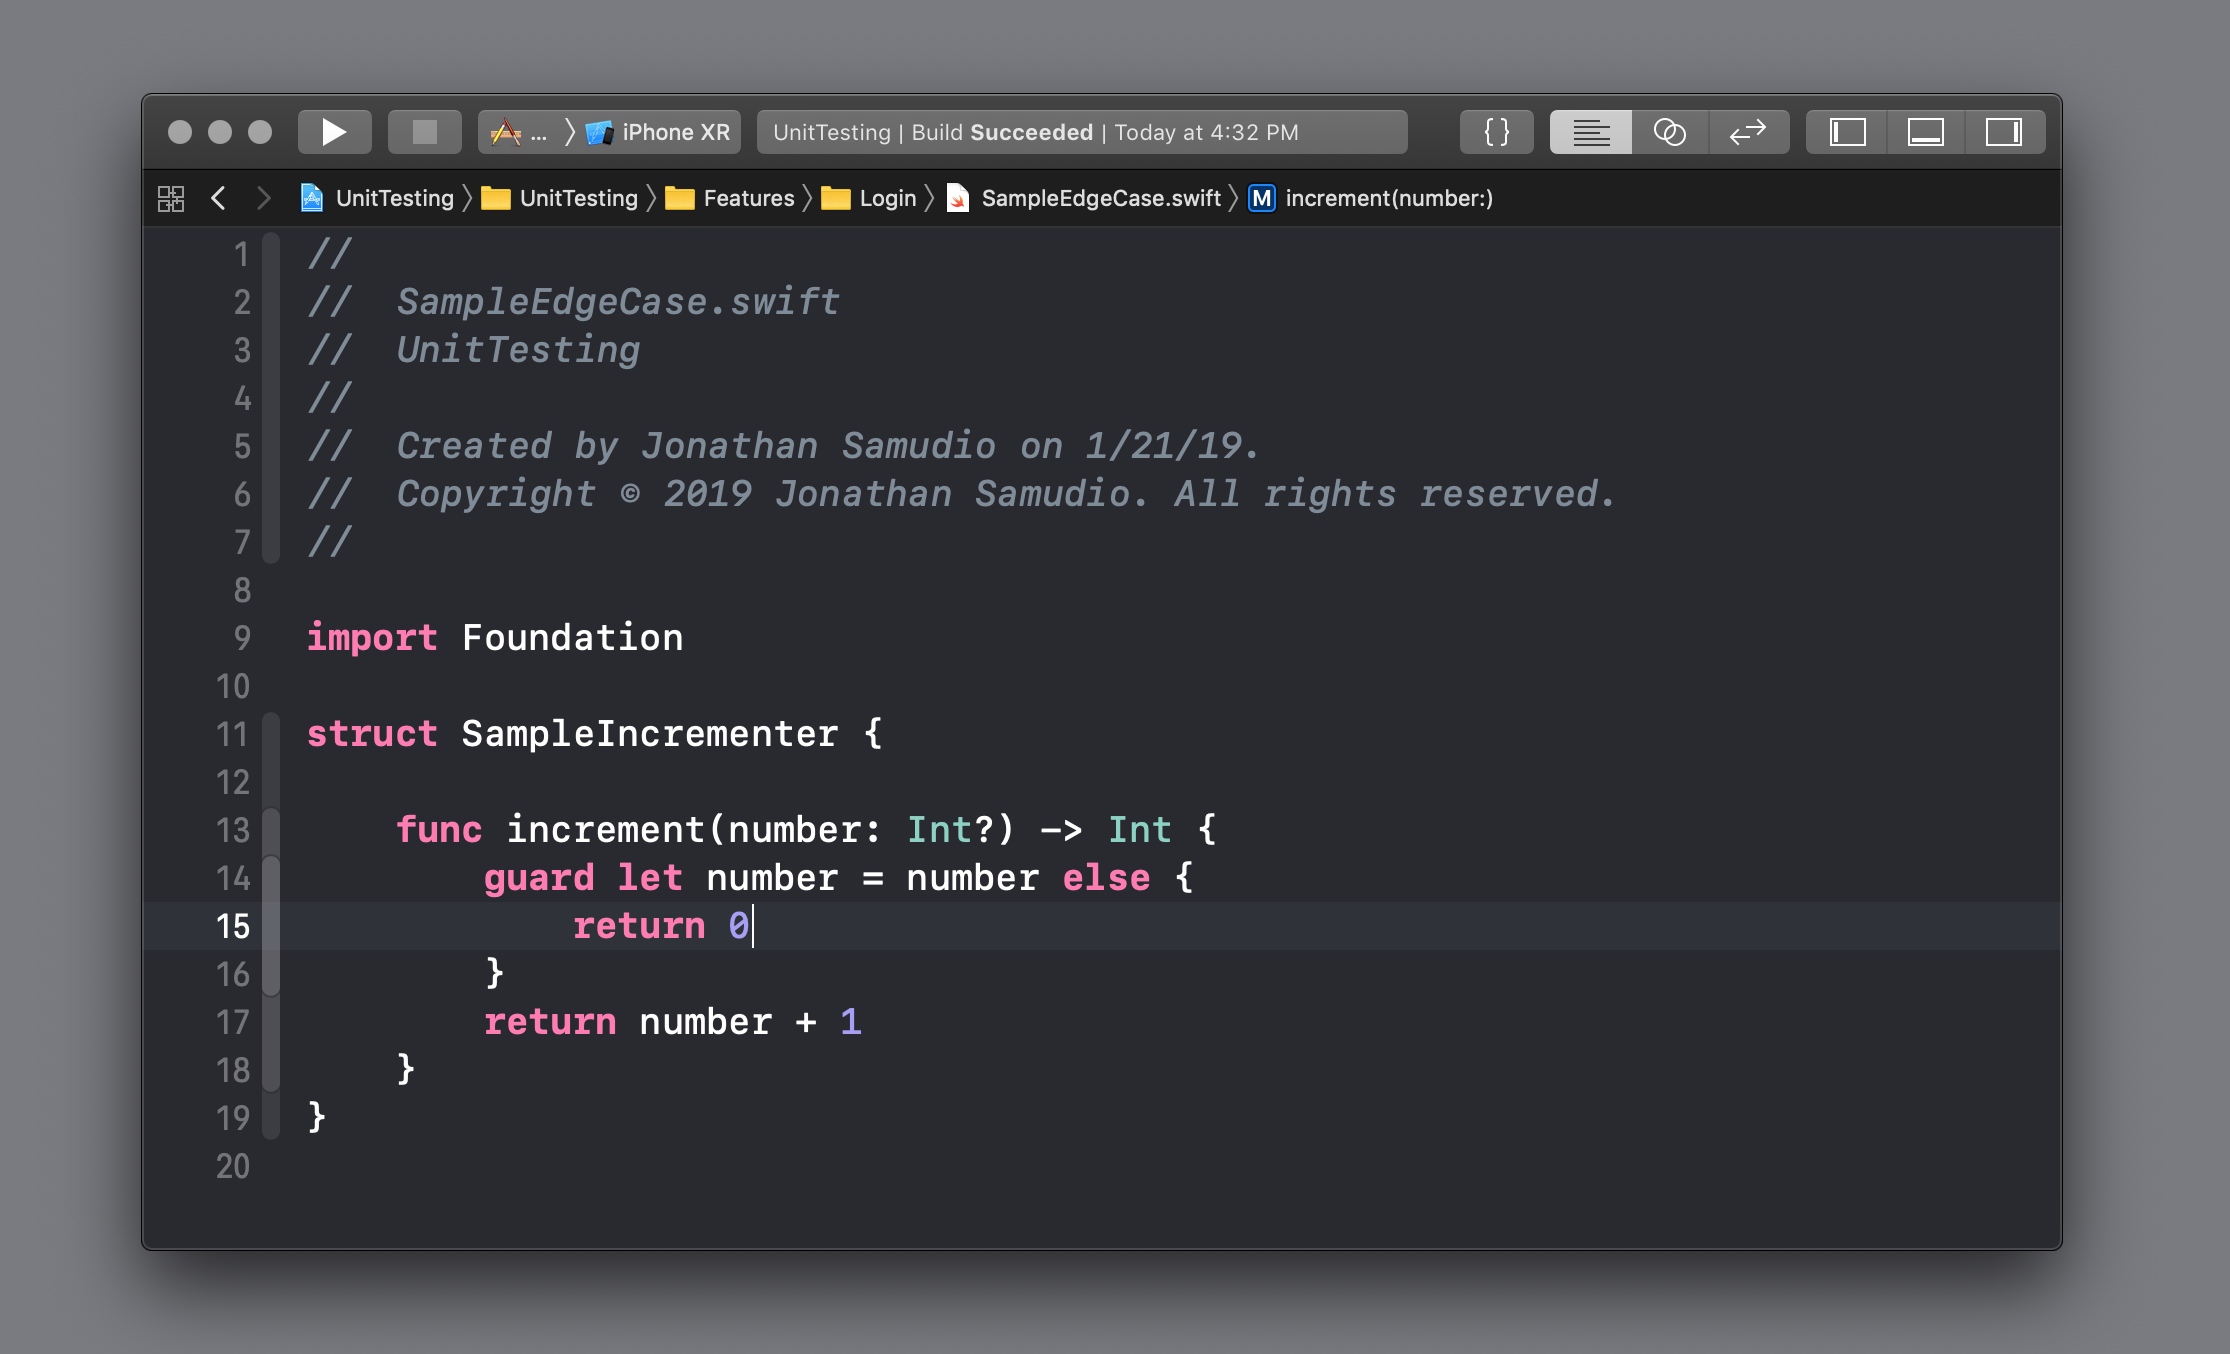 ... iPhone XR UnitTesting | Build Succeeded | Today at 4:32 PM {}
UnitTesting UnitTesting Features Login SampleEdgeCase.swift M increment(number:)
1 //
2 //  SampleEdgeCase.swift
3 //  UnitTesting
4 //
5 //  Created by Jonathan Samudio on 1/21/19.
6 //  Copyright © 2019 Jonathan Samudio. All rights reserved.
7 //
8
9 import Foundation
10
11 struct SampleIncrementer {
12
13     func increment(number: Int?) -> Int {
14         guard let number = number else {
15             return 0
16         }
17         return number + 1
18     }
19 }
20